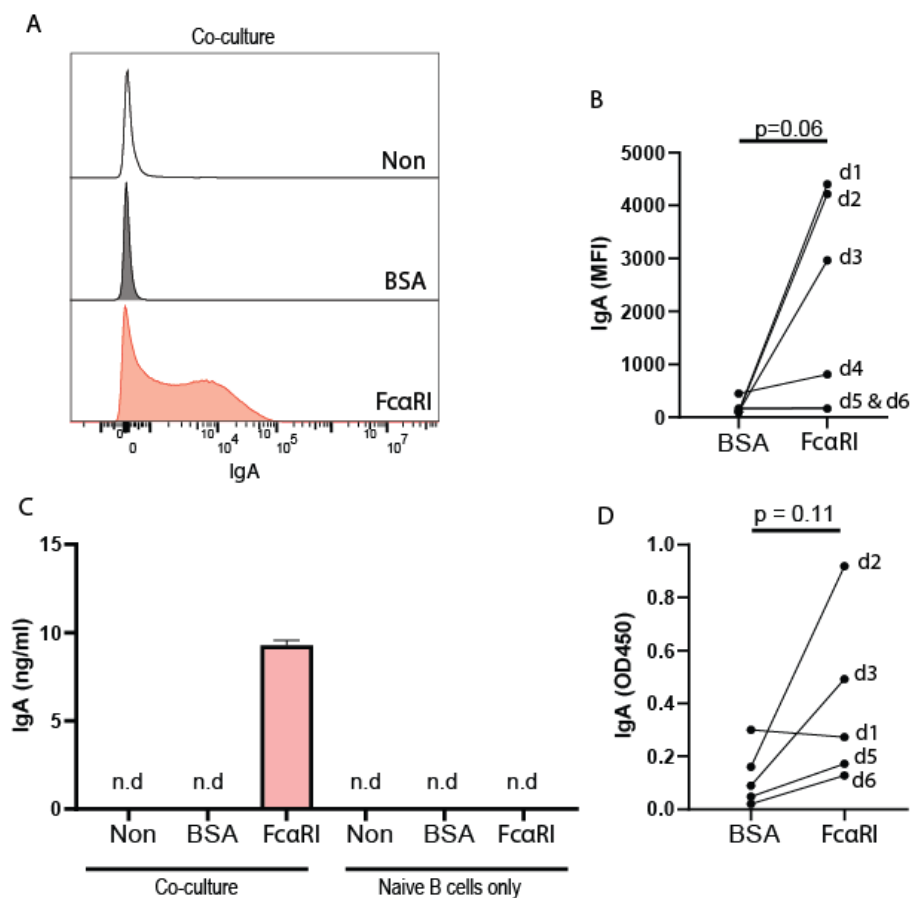 A
Co-culture
Non
BSA
FcαRI
0 10 10 10
0 10^4 10^5 10^7
IgA
B
p=0.06
5000
4000
3000
2000
1000
0
IgA (MFI)
d1
d2
d3
d4
d5 & d6
BSA FcαRI
C
15
10
5
0
IgA (ng/ml)
n.d n.d n.d n.d n.d
Non BSA FcαRI Non BSA FcαRI
Co-culture Naive B cells only
D
p = 0.11
1.0
0.8
0.6
0.4
0.2
0.0
IgA (OD450)
d2
d3
d1
d5
d6
BSA FcαRI